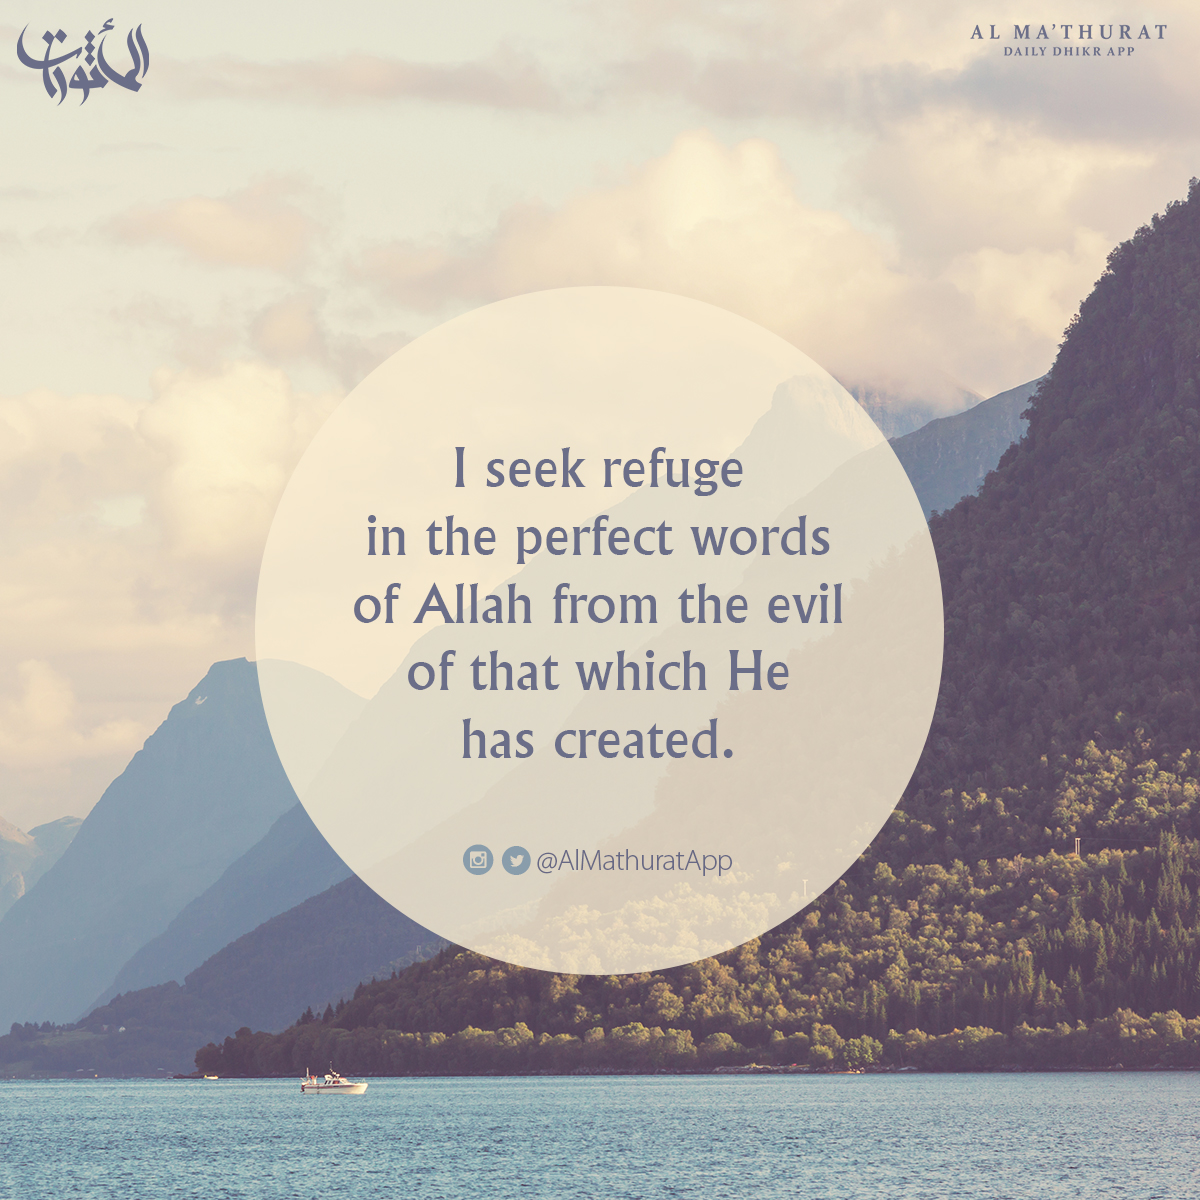 المأثورات
AL MA'THURAT
DAILY DHIKR APP
I seek refuge
in the perfect words
of Allah from the evil
of that which He
has created.
@AlMathuratApp